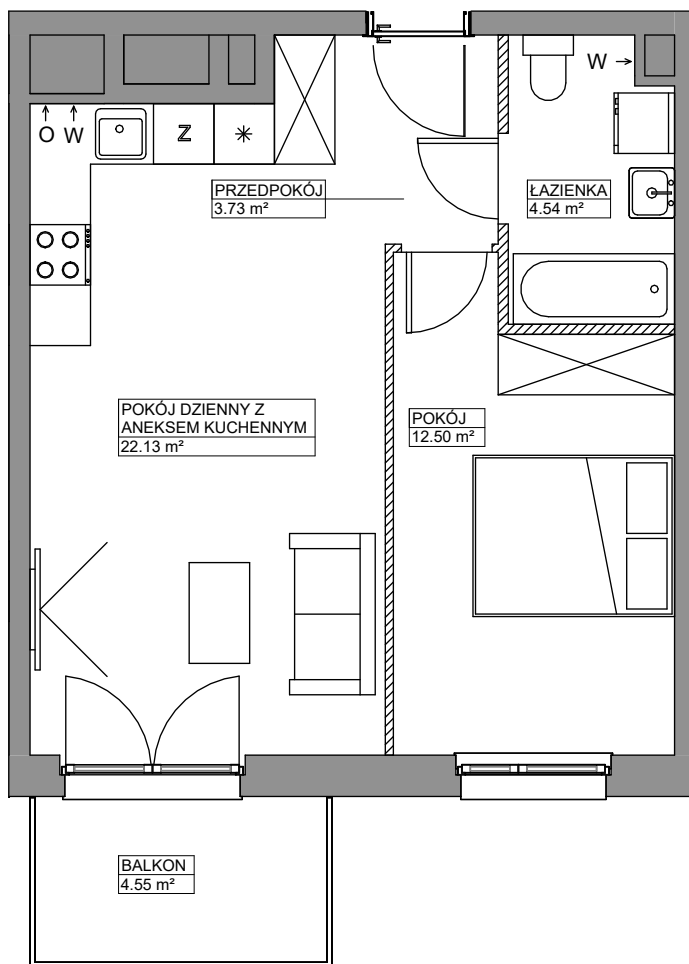 W →
↑ ↑
O W
Z
PRZEDPOKÓJ
3.73 m²
ŁAZIENKA
4.54 m²
POKÓJ DZIENNY Z
ANEKSEM KUCHENNYM
22.13 m²
POKÓJ
12.50 m²
BALKON
4.55 m²